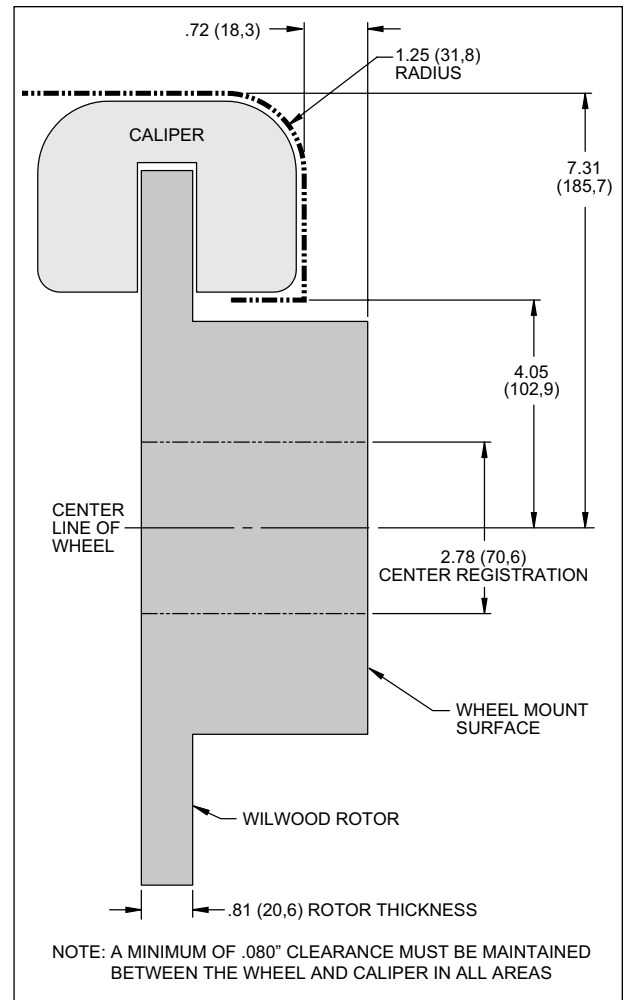 .72 (18,3)
1.25 (31,8)
RADIUS
CALIPER
7.31
(185,7)
4.05
(102,9)
CENTER
LINE OF
WHEEL
2.78 (70,6)
CENTER REGISTRATION
WHEEL MOUNT
SURFACE
WILWOOD ROTOR
.81 (20,6) ROTOR THICKNESS
NOTE: A MINIMUM OF .080" CLEARANCE MUST BE MAINTAINED
BETWEEN THE WHEEL AND CALIPER IN ALL AREAS